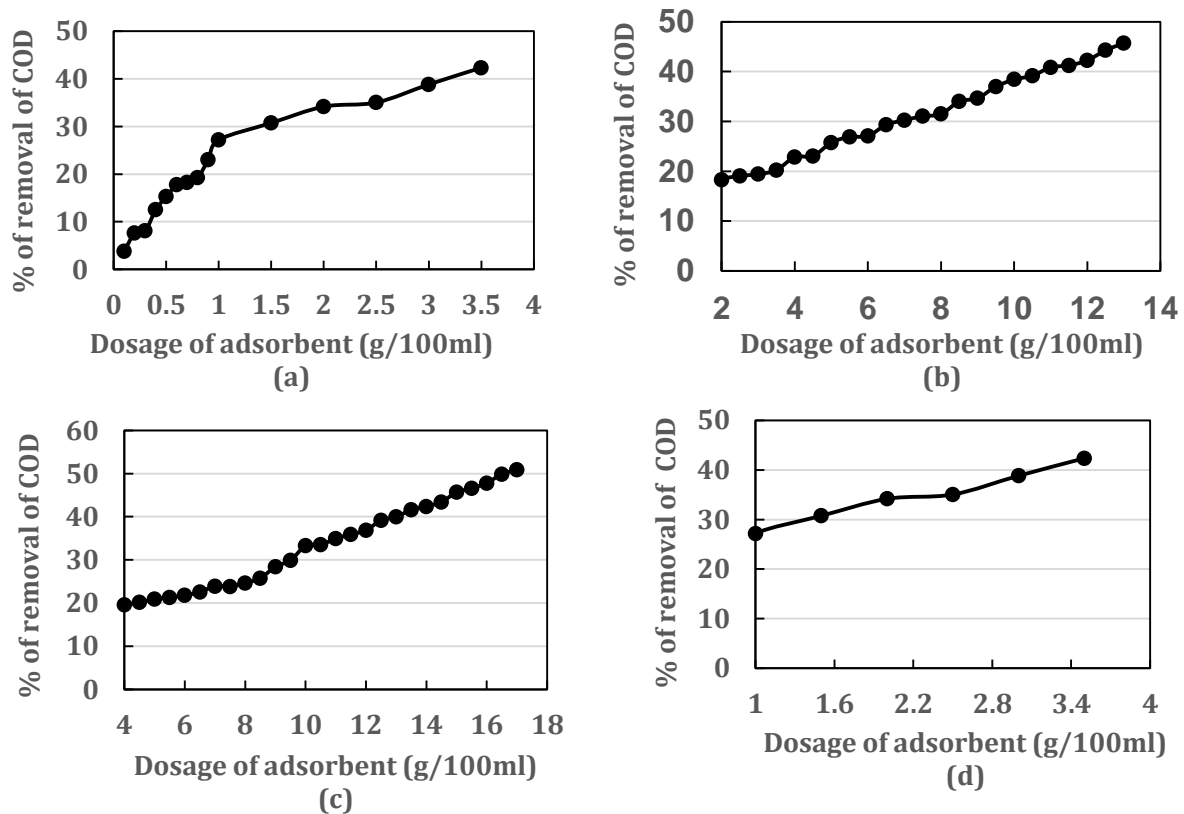 % of removal of COD
50
40
30
20
10
0
0 0.5 1 1.5 2 2.5 3 3.5 4
Dosage of adsorbent (g/100ml)
(a)
% of removal of COD
50
40
30
20
10
0
2 4 6 8 10 12 14
Dosage of adsorbent (g/100ml)
(b)
% of removal of COD
60
50
40
30
20
10
0
4 6 8 10 12 14 16 18
Dosage of adsorbent (g/100ml)
(c)
% of removal of COD
50
40
30
20
10
0
1 1.6 2.2 2.8 3.4 4
Dosage of adsorbent (g/100ml)
(d)